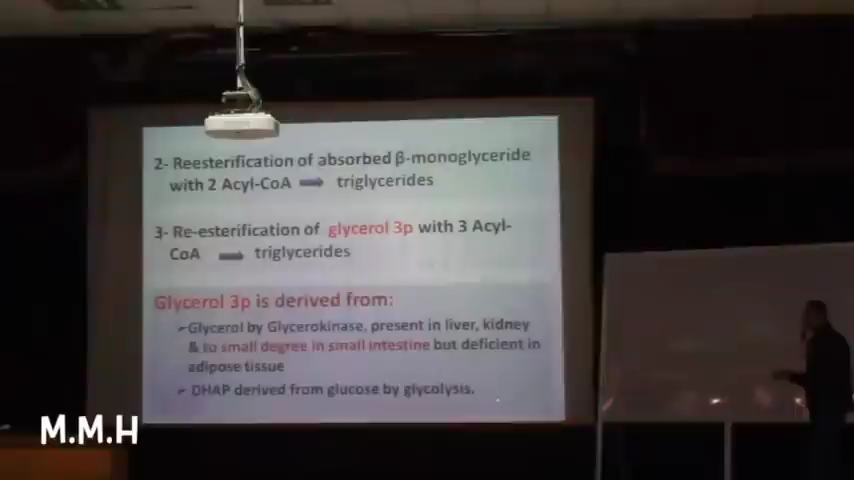 2- Reesterification of absorbed β-monoglyceride
with 2 Acyl-CoA ➡ triglycerides
3- Re-esterification of glycerol 3p with 3 Acyl-
CoA ➡ triglycerides
Glycerol 3p is derived from:
➢Glycerol by Glycerokinase, present in liver, kidney
& to small degree in small intestine but deficient in
adipose tissue
➢ DHAP derived from glucose by glycolysis.
M.M.H